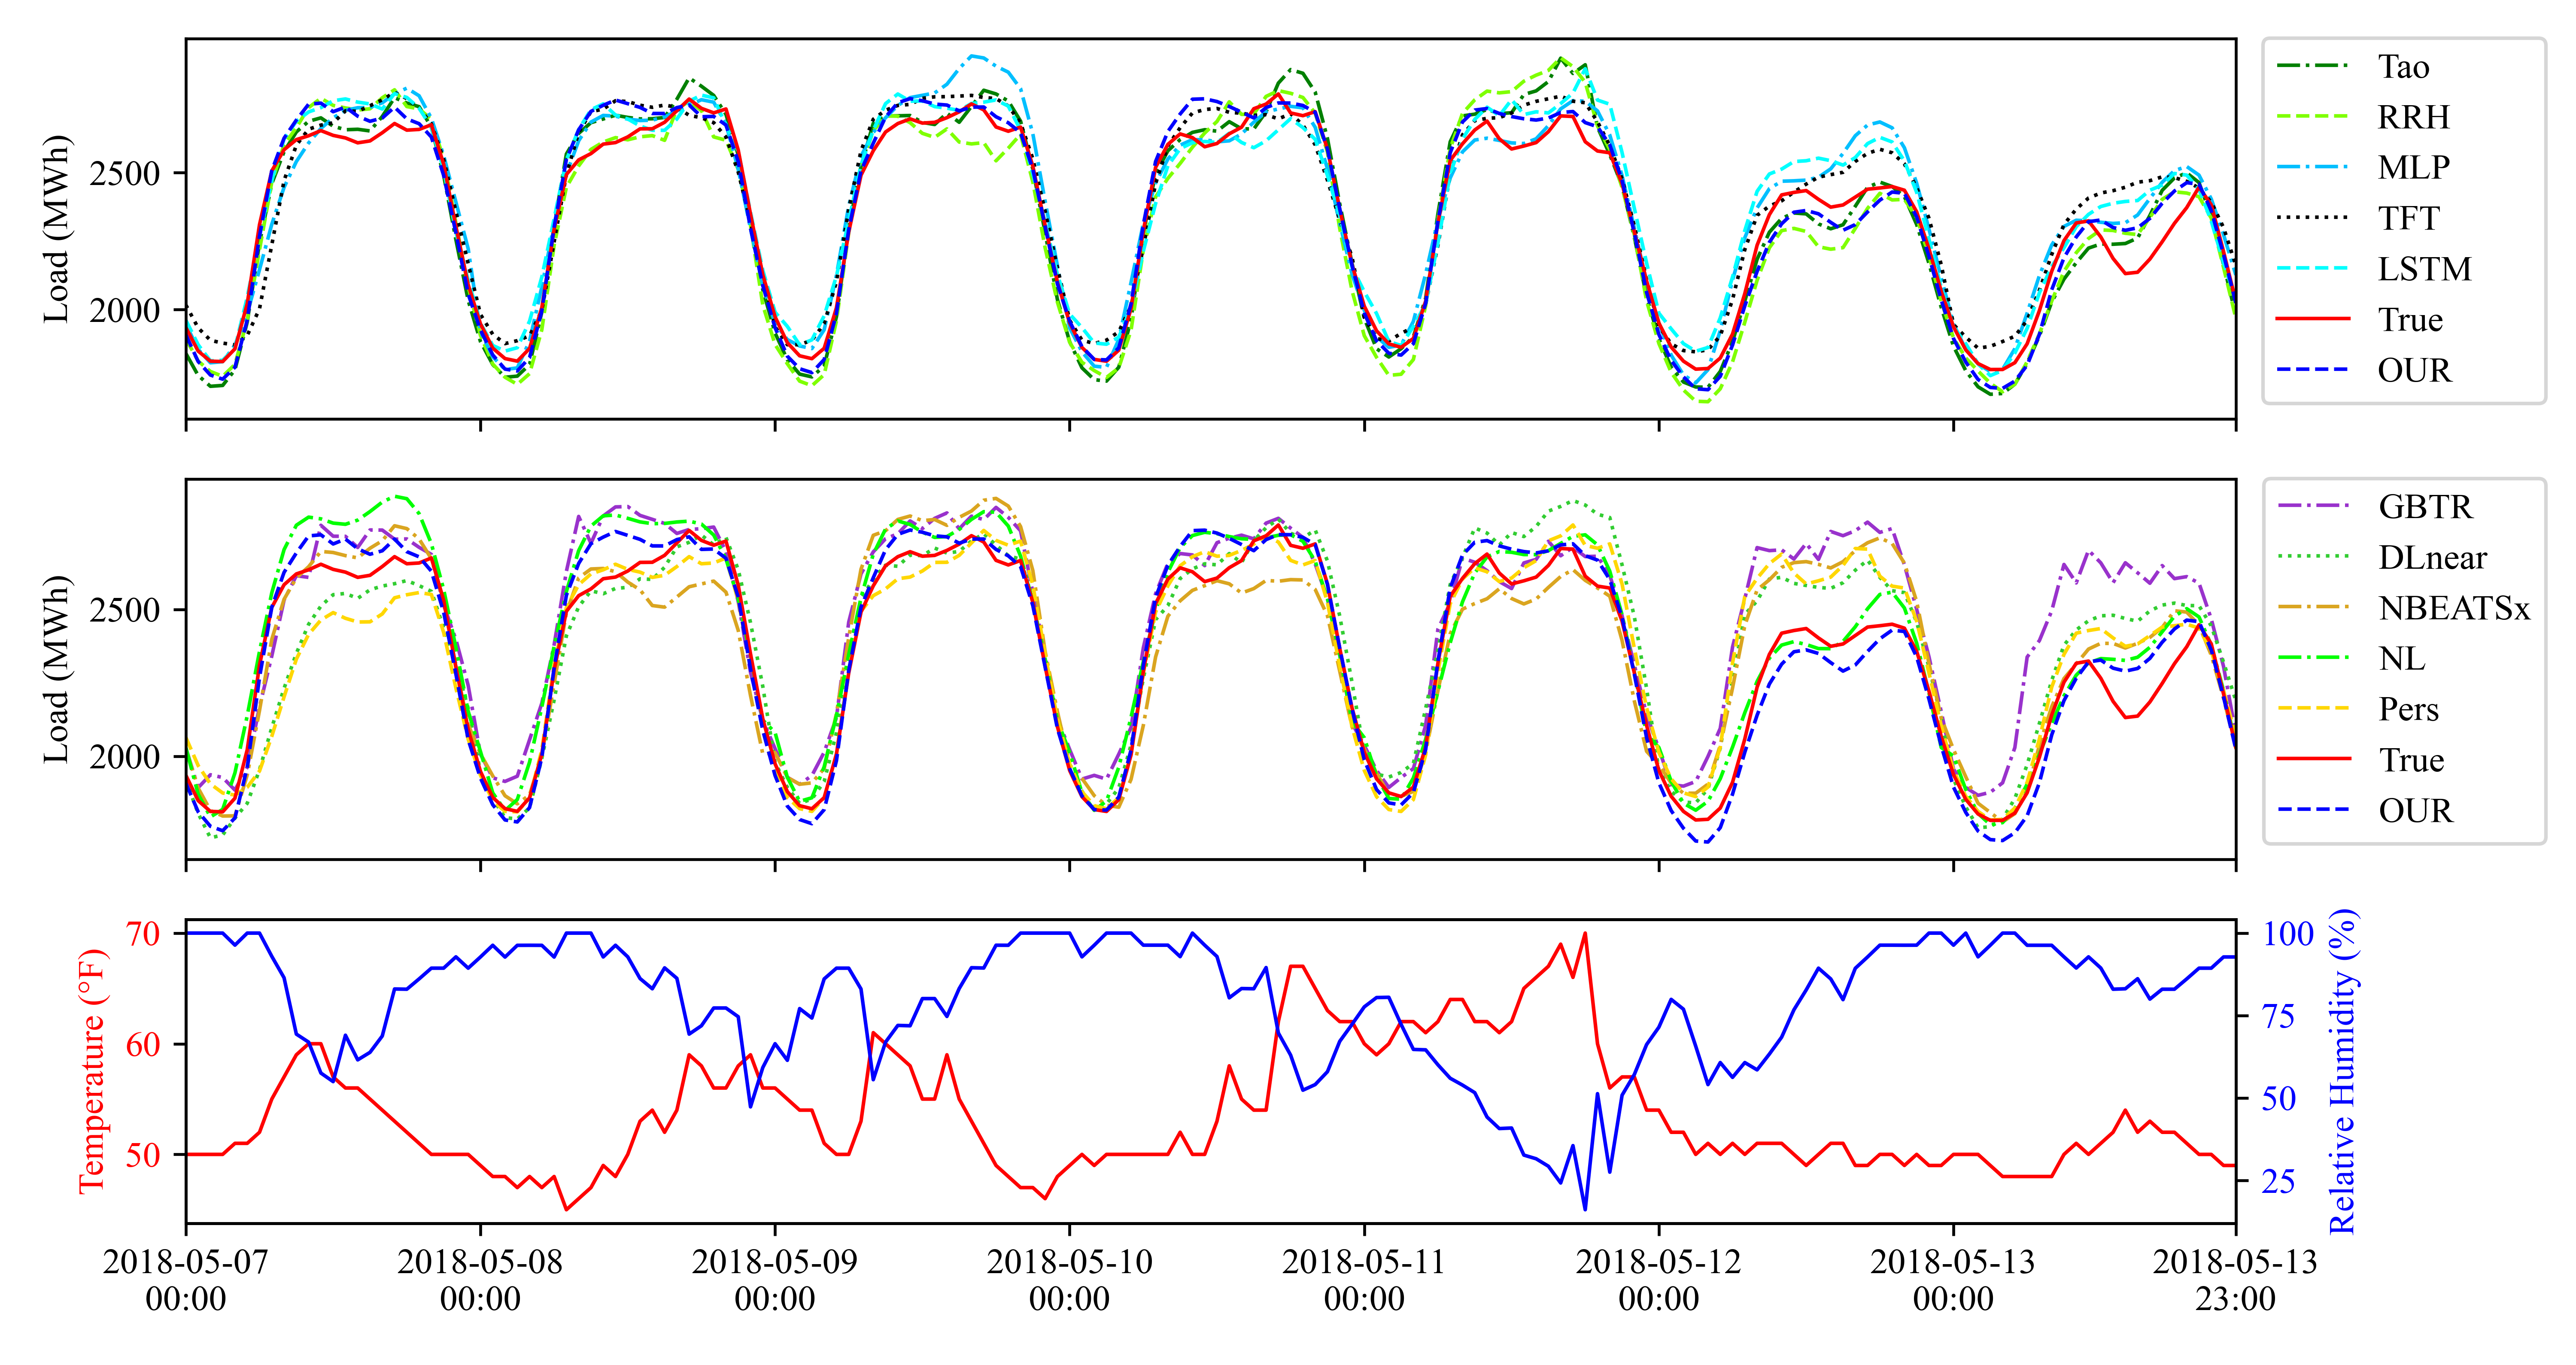 Load (MWh)
2500
2000
Tao
RRH
MLP
TFT
LSTM
True
OUR
Load (MWh)
2500
2000
GBTR
DLnear
NBEATSx
NL
Pers
True
OUR
Temperature (°F)
70
60
50
100
75
50
25
Relative Humidity (%)
2018-05-07
00:00
2018-05-08
00:00
2018-05-09
00:00
2018-05-10
00:00
2018-05-11
00:00
2018-05-12
00:00
2018-05-13
00:00
2018-05-13
23:00